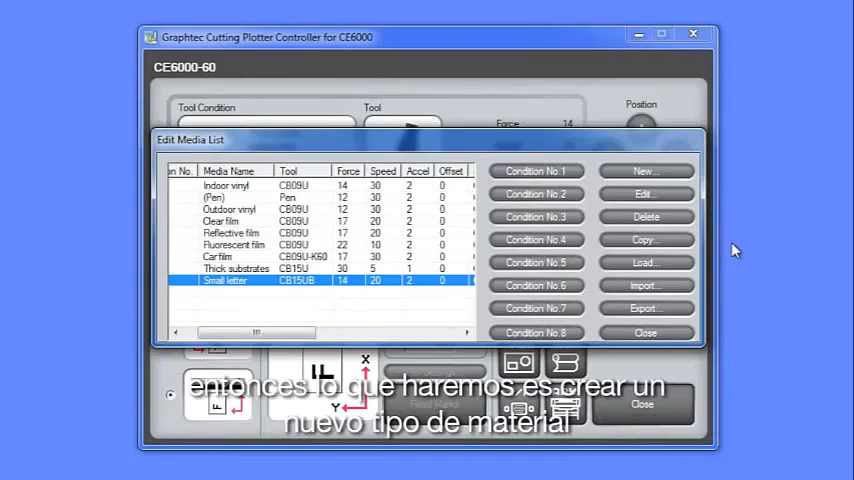 Graphtec Cutting Plotter Controller for CE6000
CE6000-60
Tool Condition
Tool
Position
Force : 14
Edit Media List
on No. Media Name Tool Force Speed Accel Offset
Indoor vinyl CB09U 14 30 2 0
(Pen) Pen 12 30 2 0
Outdoor vinyl CB09U 12 30 2 0
Clear film CB09U 17 20 2 0
Reflective film CB09U 17 20 2 0
Fluorescent film CB09U 22 10 2 0
Car film CB09U-K60 17 30 2 0
Thick substrates CB15U 30 5 1 0
Small letter CB15UB 14 20 2 0
Condition No.1
Condition No.2
Condition No.3
Condition No.4
Condition No.5
Condition No.6
Condition No.7
Condition No.8
New...
Edit...
Delete
Copy...
Load...
Import...
Export...
Close
X
Y
Close
entonces lo que haremos es crear un
nuevo tipo de material